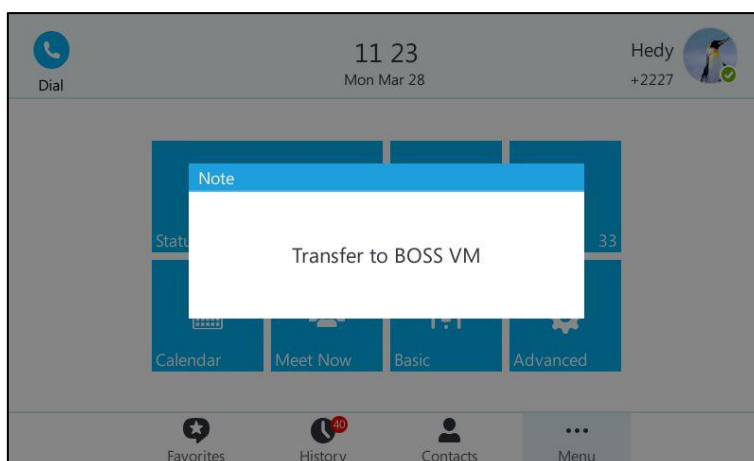 11 23
Hedy
Dial
Mon Mar 28
+2227
Note
Transfer to BOSS VM
33
Calendar
Meet Now
Basic
Advanced
40
Favorites
History
Contacts
Menu